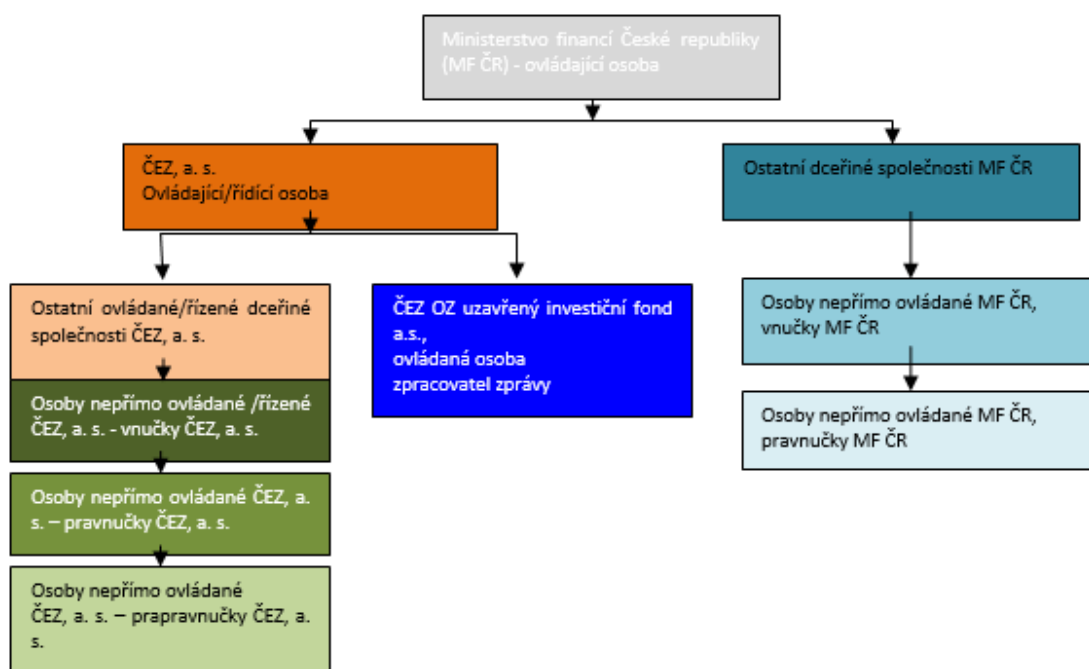 Ministerstvo financí České republiky
(MF ČR) - ovládající osoba
ČEZ, a. s.
Ovládající/řídící osoba
Ostatní dceřiné společnosti MF ČR
Ostatní ovládané/řízené dceřiné
společnosti ČEZ, a. s.
ČEZ OZ uzavřený investiční fond
a.s.,
ovládaná osoba
zpracovatel zprávy
Osoby nepřímo ovládané MF ČR,
vnučky MF ČR
Osoby nepřímo ovládané /řízené
ČEZ, a. s. - vnučky ČEZ, a. s.
Osoby nepřímo ovládané MF ČR,
pravnučky MF ČR
Osoby nepřímo ovládané ČEZ, a.
s. – pravnučky ČEZ, a. s.
Osoby nepřímo ovládané
ČEZ, a. s. – prapravnučky ČEZ, a.
s.